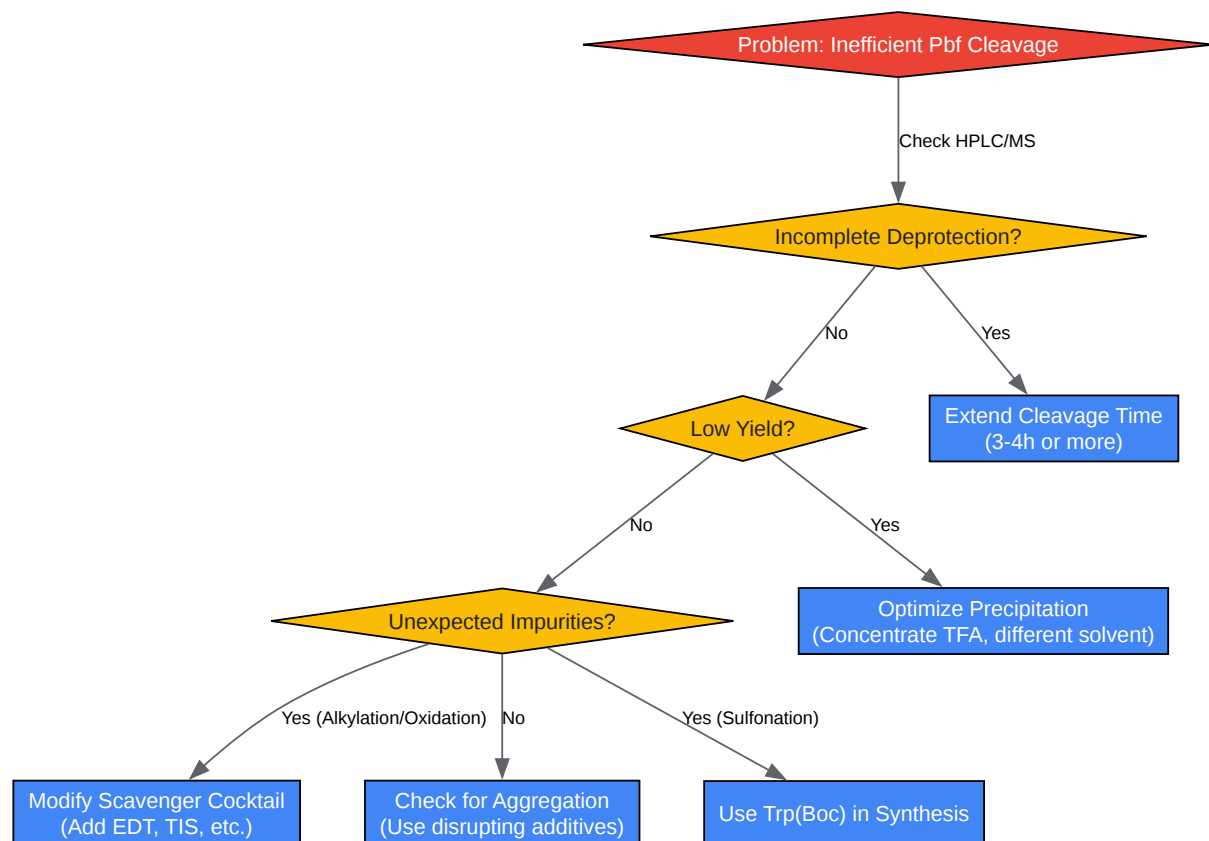 Problem: Inefficient Pbf Cleavage
Check HPLC/MS
Incomplete Deprotection?
No
Yes
Low Yield?
Extend Cleavage Time
(3-4h or more)
No
Yes
Unexpected Impurities?
Optimize Precipitation
(Concentrate TFA, different solvent)
Yes (Alkylation/Oxidation)
No
Yes (Sulfonation)
Modify Scavenger Cocktail
(Add EDT, TIS, etc.)
Check for Aggregation
(Use disrupting additives)
Use Trp(Boc) in Synthesis